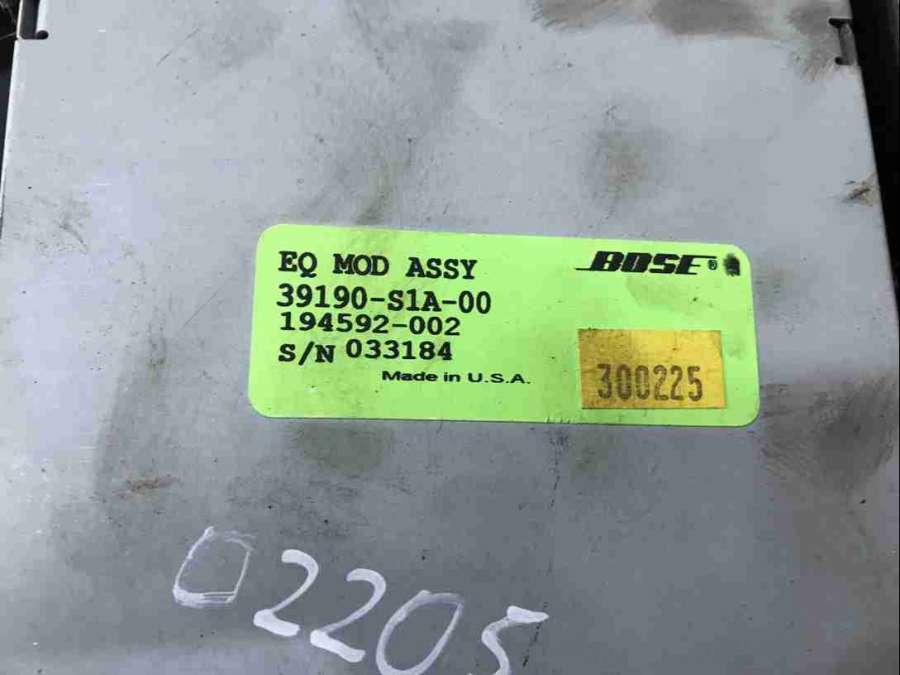 EQ MOD ASSY
BOSE®
39190-S1A-00
194592-002
S/N 033184
Made in U.S.A.
300225
02205